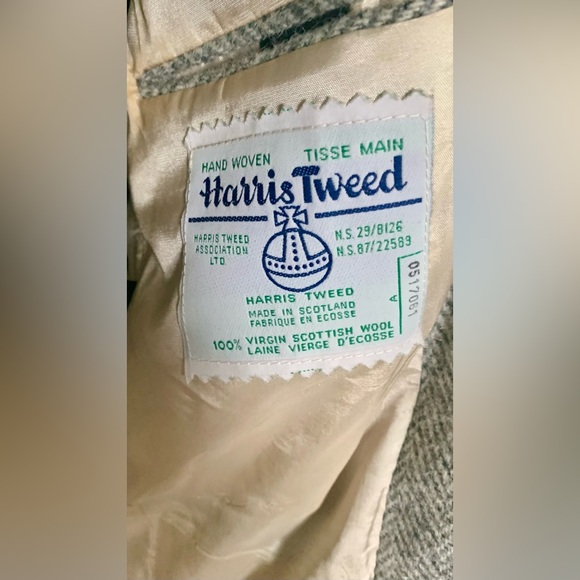 HAND WOVEN TISSE MAIN
Harris Tweed
HARRIS TWEED
ASSOCIATION
LTD.
N.S. 29/8126
N.S. 87/22589
HARRIS TWEED
MADE IN SCOTLAND
FABRIQUE EN ECOSSE
100% VIRGIN SCOTTISH WOOL
LAINE VIERGE D'ECOSSE
A
0517061